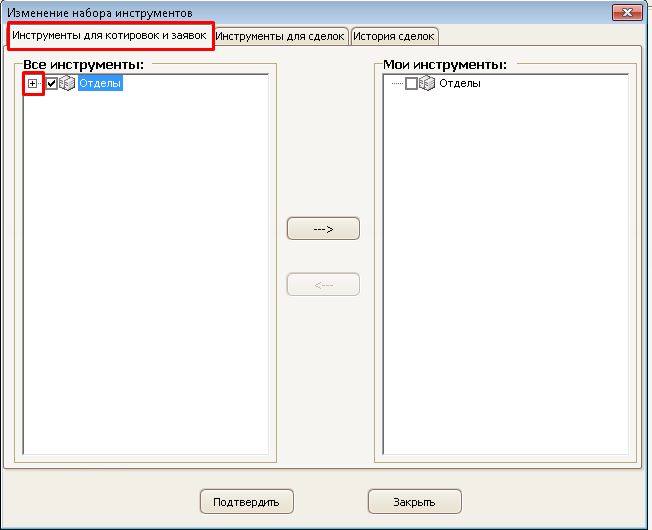 Изменение набора инструментов
Инструменты для котировок и заявок Инструменты для сделок История сделок
Все инструменты: Мои инструменты:
Отделы Отделы
--->
<---
Подтвердить Закрыть